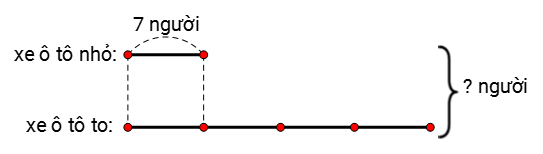 7 người
xe ô tô nhỏ:
? người
xe ô tô to: